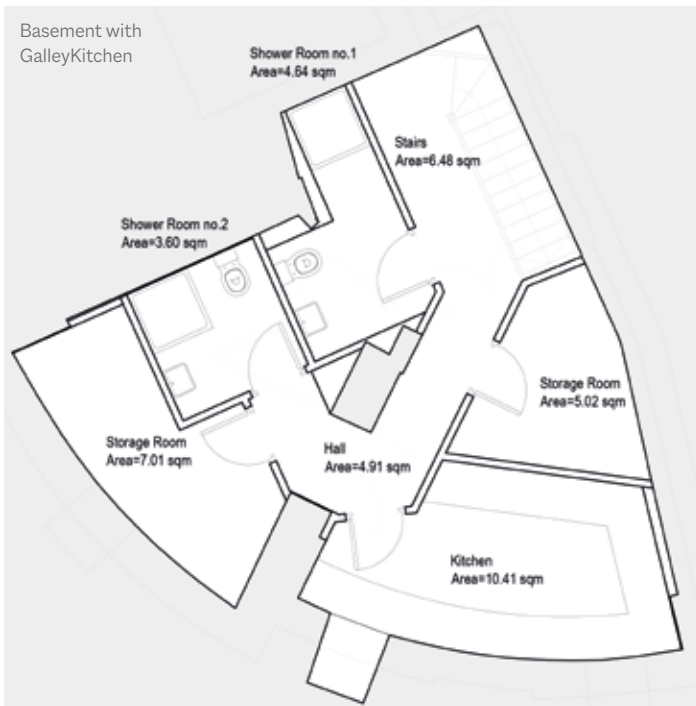 Basement with
GalleyKitchen
Shower Room no.1
Area=4.64 sqm
Stairs
Area=6.48 sqm
Shower Room no.2
Area=3.60 sqm
Storage Room
Area=5.02 sqm
Storage Room
Area=7.01 sqm
Hall
Area=4.91 sqm
Kitchen
Area=10.41 sqm